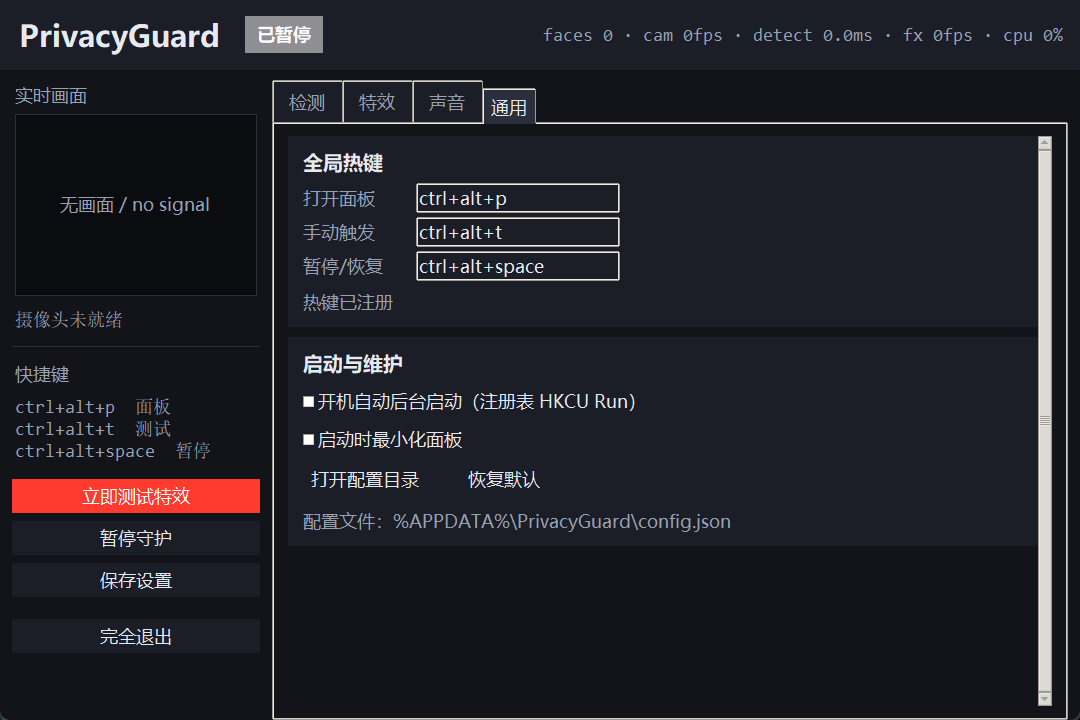 PrivacyGuard 已暂停 faces 0 · cam 0fps · detect 0.0ms · fx 0fps · cpu 0%
实时画面
无画面 / no signal
摄像头未就绪
快捷键
ctrl+alt+p 面板
ctrl+alt+t 测试
ctrl+alt+space 暂停
立即测试特效
暂停守护
保存设置
完全退出
检测 特效 声音 通用
全局热键
打开面板 ctrl+alt+p
手动触发 ctrl+alt+t
暂停/恢复 ctrl+alt+space
热键已注册
启动与维护
开机自动后台启动（注册表 HKCU Run）
启动时最小化面板
打开配置目录 恢复默认
配置文件：%APPDATA%\PrivacyGuard\config.json